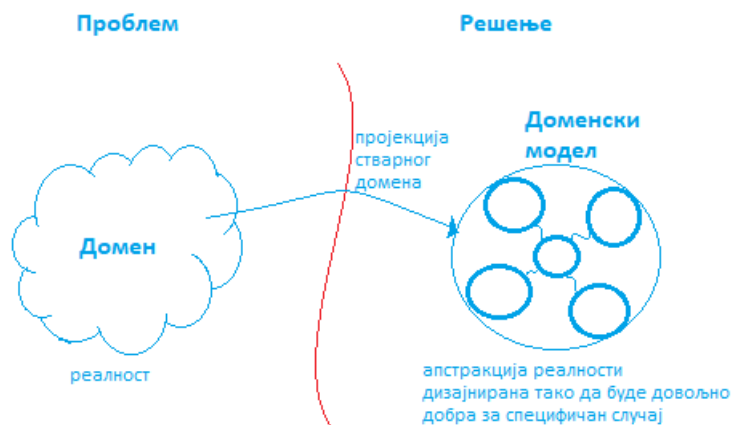 Проблем
Решење
пројекција
стварног
домена
Доменски
модел
Домен
реалност
апстракција реалности
дизајнирана тако да буде довољно
добра за специфичан случај